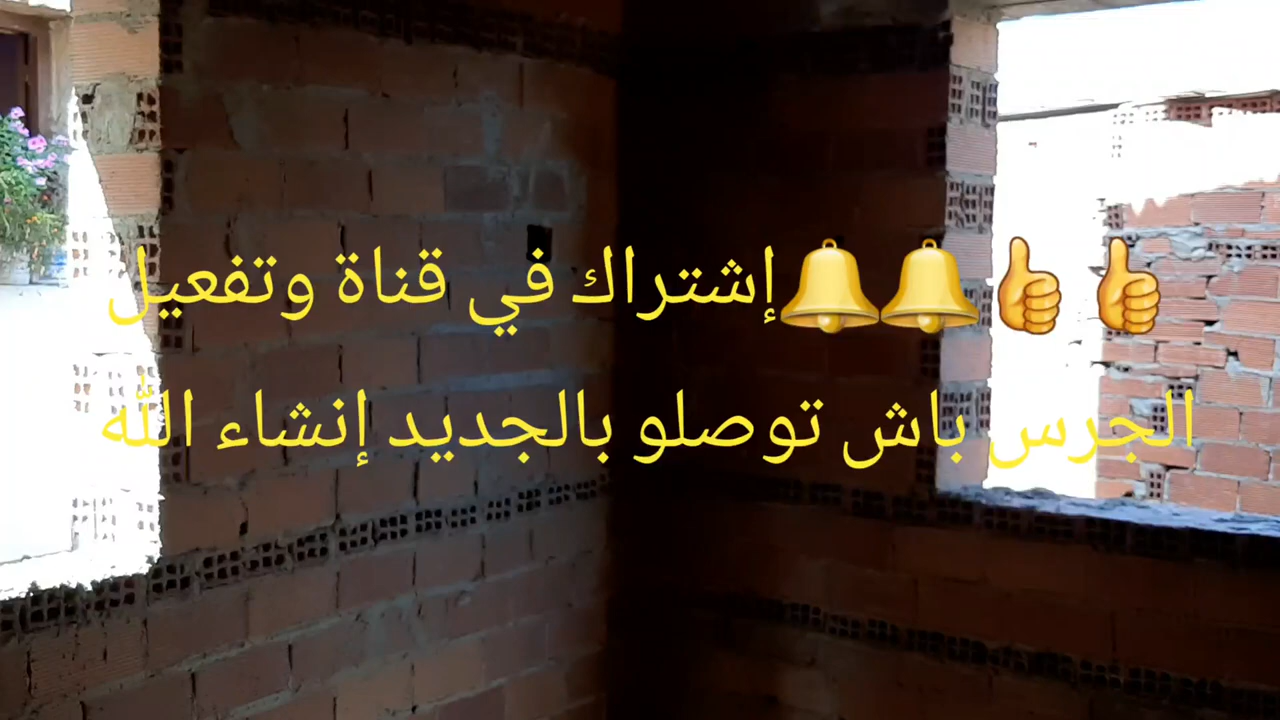 👍👍🔔🔔إشتراك في قناة وتفعيل
الجرس باش توصلو بالجديد إنشاء الله